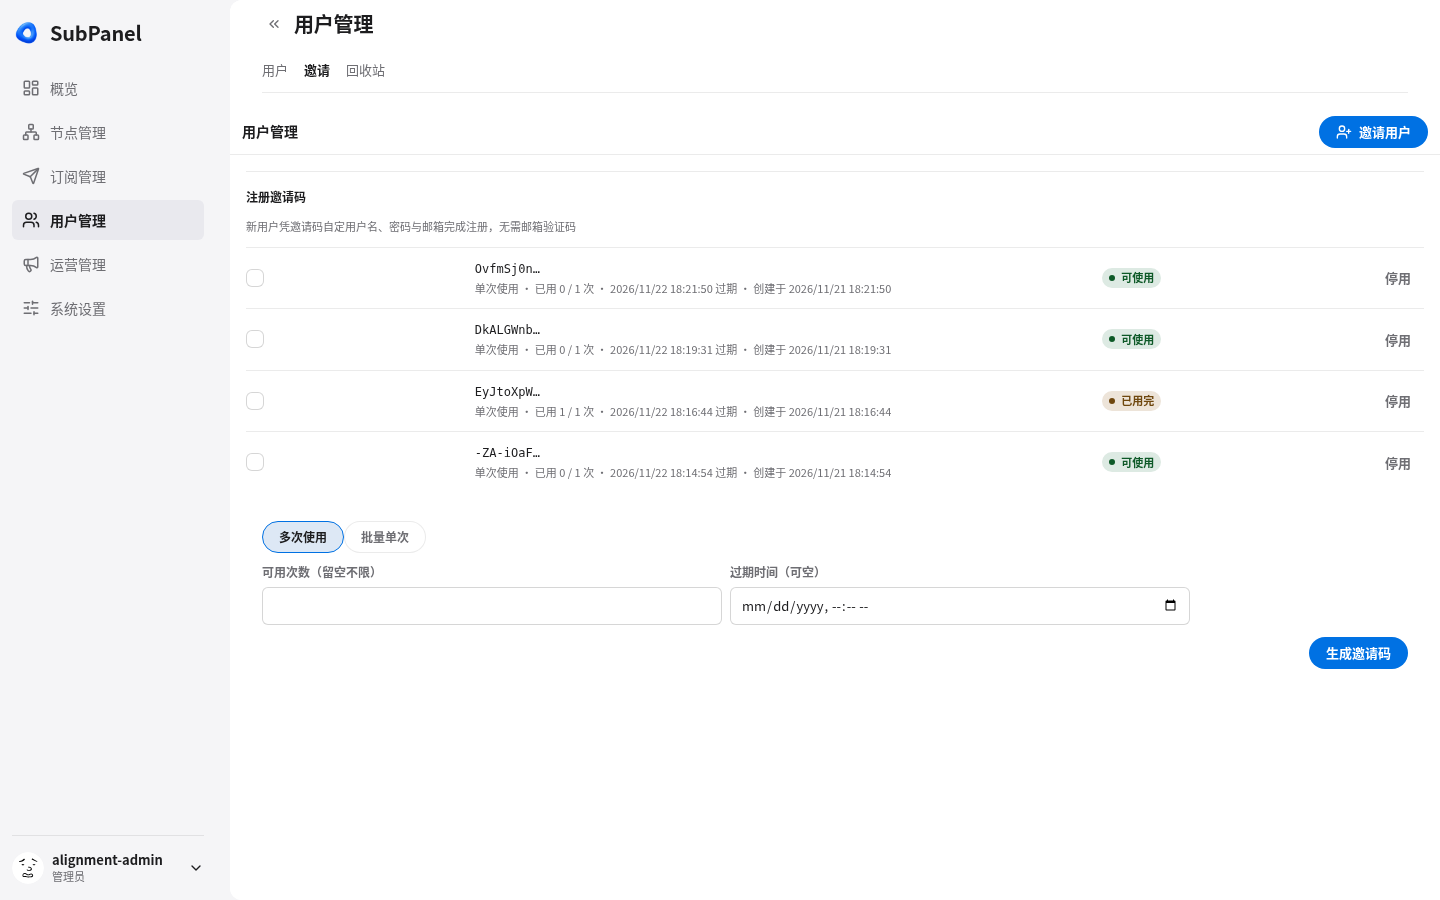 SubPanel
概览
节点管理
订阅管理
用户管理
运营管理
系统设置
alignment-admin
管理员
用户管理
用户 邀请 回收站
用户管理
邀请用户
注册邀请码
新用户凭邀请码自定用户名、密码与邮箱完成注册，无需邮箱验证码
OvfmSj0n…
单次使用 · 已用 0 / 1 次 · 2026/11/22 18:21:50 过期 · 创建于 2026/11/21 18:21:50
可使用
停用
DkALGWnb…
单次使用 · 已用 0 / 1 次 · 2026/11/22 18:19:31 过期 · 创建于 2026/11/21 18:19:31
可使用
停用
EyJtoXpW…
单次使用 · 已用 1 / 1 次 · 2026/11/22 18:16:44 过期 · 创建于 2026/11/21 18:16:44
已用完
停用
-ZA-iOaF…
单次使用 · 已用 0 / 1 次 · 2026/11/22 18:14:54 过期 · 创建于 2026/11/21 18:14:54
可使用
停用
多次使用 批量单次
可用次数（留空不限）
过期时间（可空）
mm/dd/yyyy, --:-- --
生成邀请码